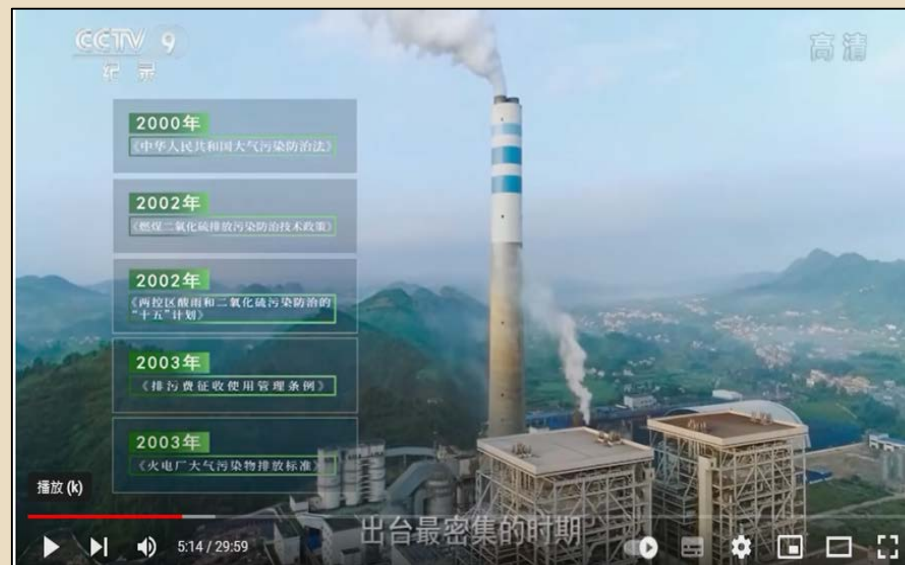 CCTV 9
高清
纪录
2000年
《中华人民共和国大气污染防治法》
2002年
《燃煤二氧化硫排放污染防治技术政策》
2002年
《两控区酸雨和二氧化硫污染防治的
“十五”计划》
2003年
《排污费征收使用管理条例》
2003年
《火电厂大气污染物排放标准》
播放 (k)
出台最密集的时期
5:14 / 29:59